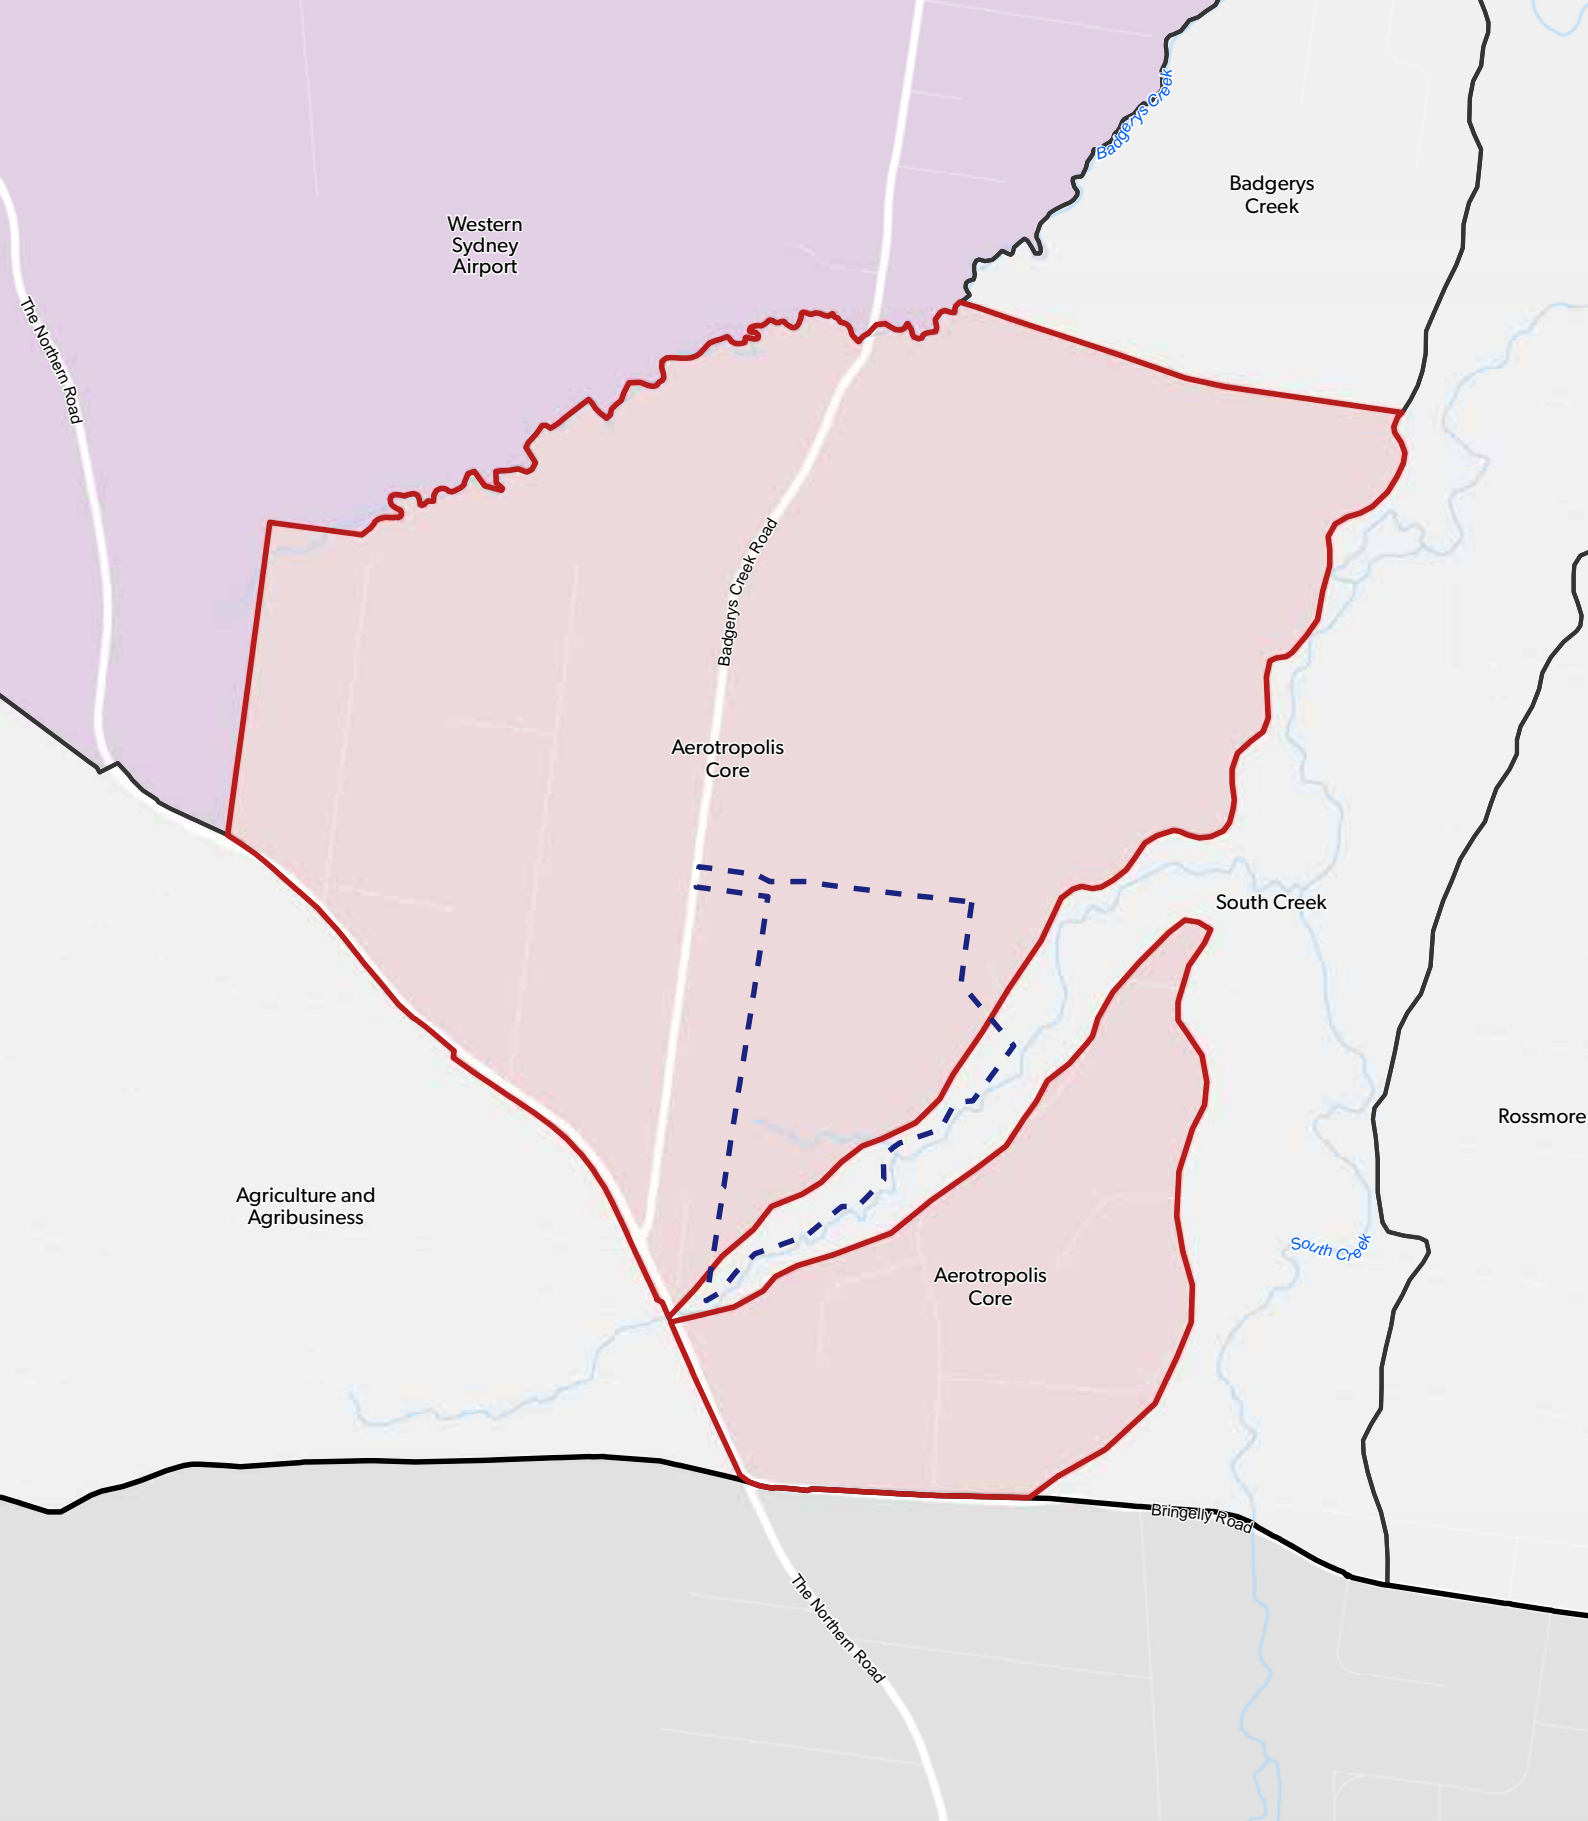 Badgerys Creek
Badgerys
Creek
Western
Sydney
Airport
The Northern Road
Badgerys Creek Road
Aerotropolis
Core
South Creek
Rossmore
Agriculture and
Agribusiness
South Creek
Aerotropolis
Core
Bringelly Road
The Northern Road